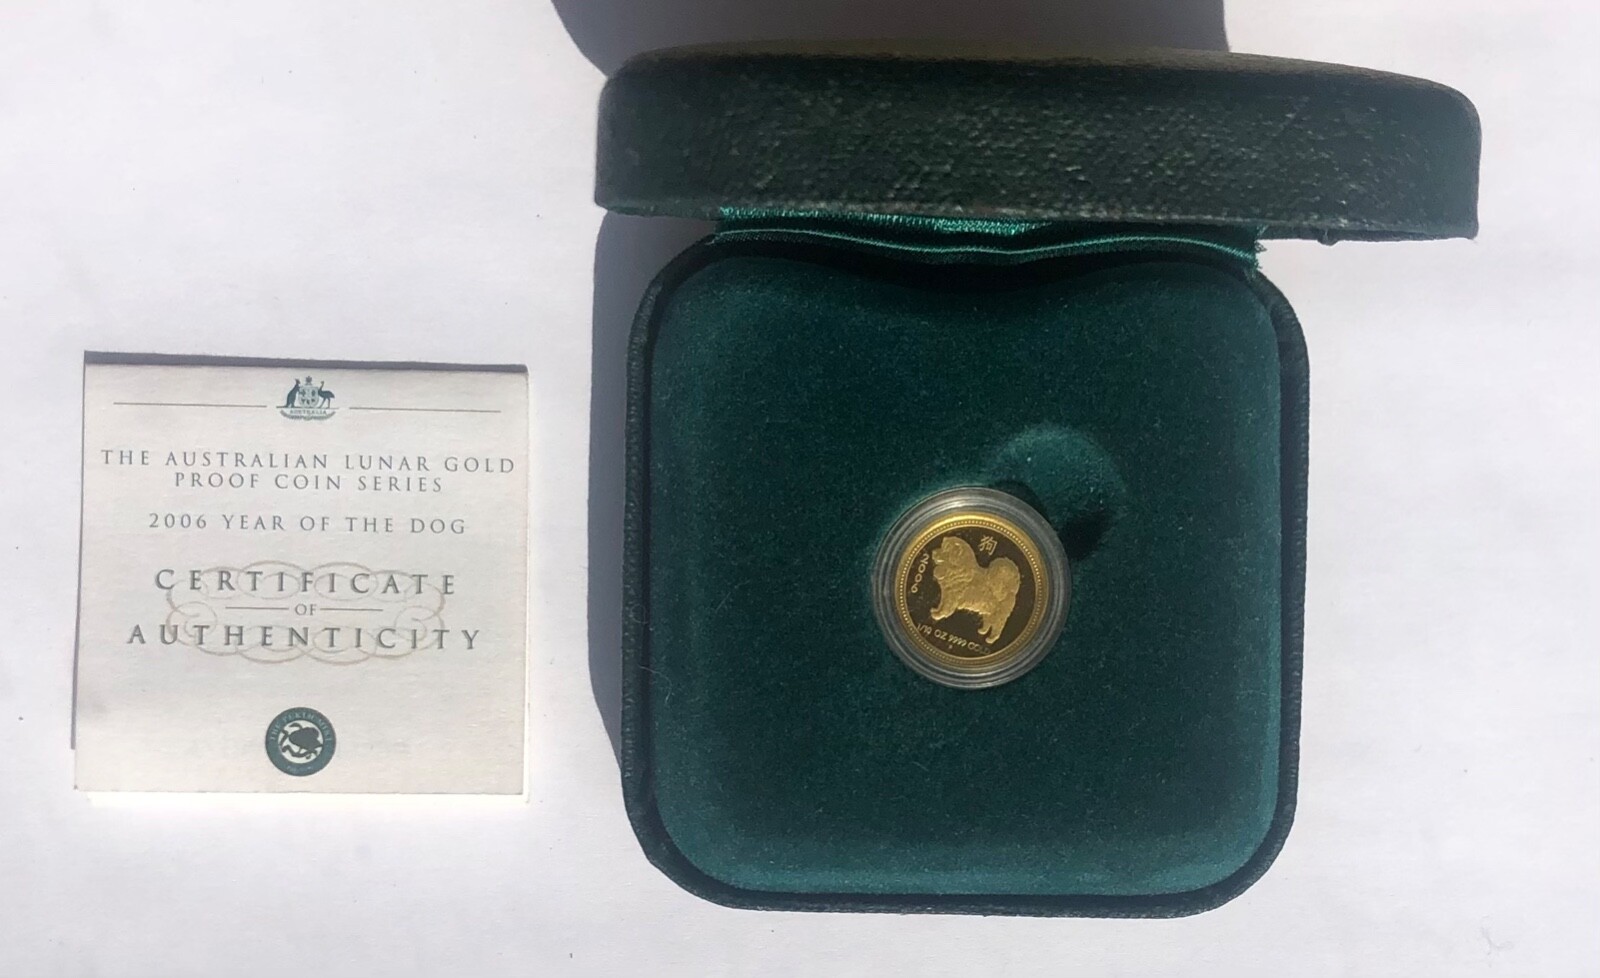 AUSTRALIA
THE AUSTRALIAN LUNAR GOLD
PROOF COIN SERIES
2006 YEAR OF THE DOG
CERTIFICATE
OF
AUTHENTICITY
THE PERTH MINT
狗
2006
1/10 OZ 9999 GOLD